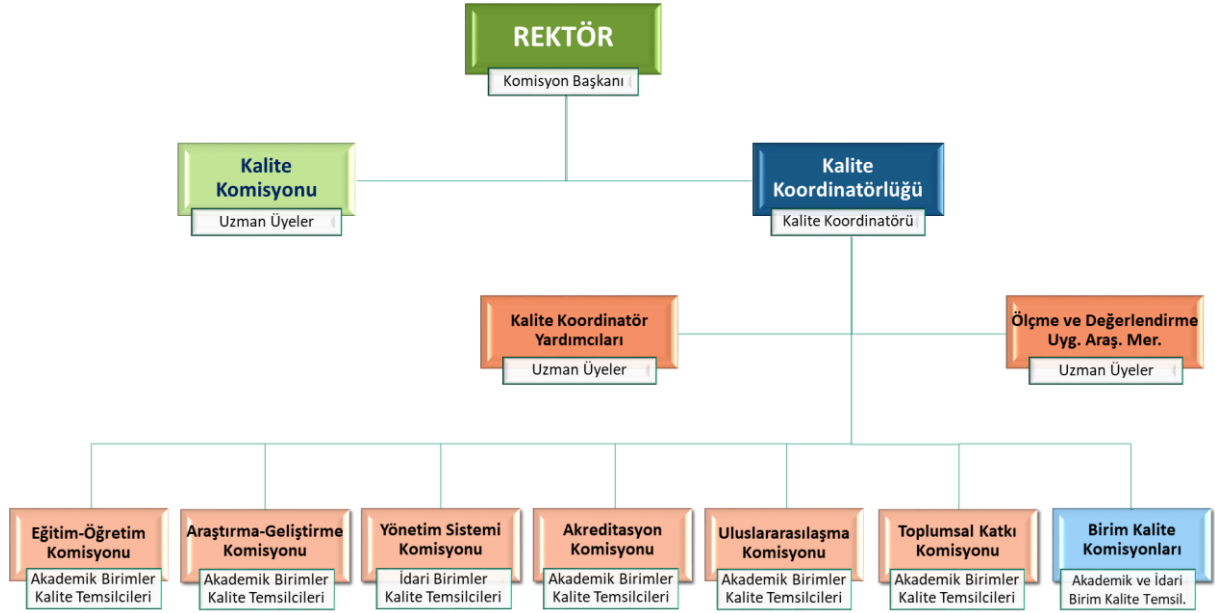 REKTÖR
Komisyon Başkanı
Kalite
Komisyonu
Uzman Üyeler
Kalite
Koordinatörlüğü
Kalite Koordinatörü
Kalite Koordinatör
Yardımcıları
Uzman Üyeler
Ölçme ve Değerlendirme
Uyg. Araş. Mer.
Uzman Üyeler
Eğitim-Öğretim
Komisyonu
Akademik Birimler
Kalite Temsilcileri
Araştırma-Geliştirme
Komisyonu
Akademik Birimler
Kalite Temsilcileri
Yönetim Sistemi
Komisyonu
İdari Birimler
Kalite Temsilcileri
Akreditasyon
Komisyonu
Akademik Birimler
Kalite Temsilcileri
Uluslararasılaşma
Komisyonu
Akademik Birimler
Kalite Temsilcileri
Toplumsal Katkı
Komisyonu
Akademik Birimler
Kalite Temsilcileri
Birim Kalite
Komisyonları
Akademik ve İdari
Birim Kalite Temsil.